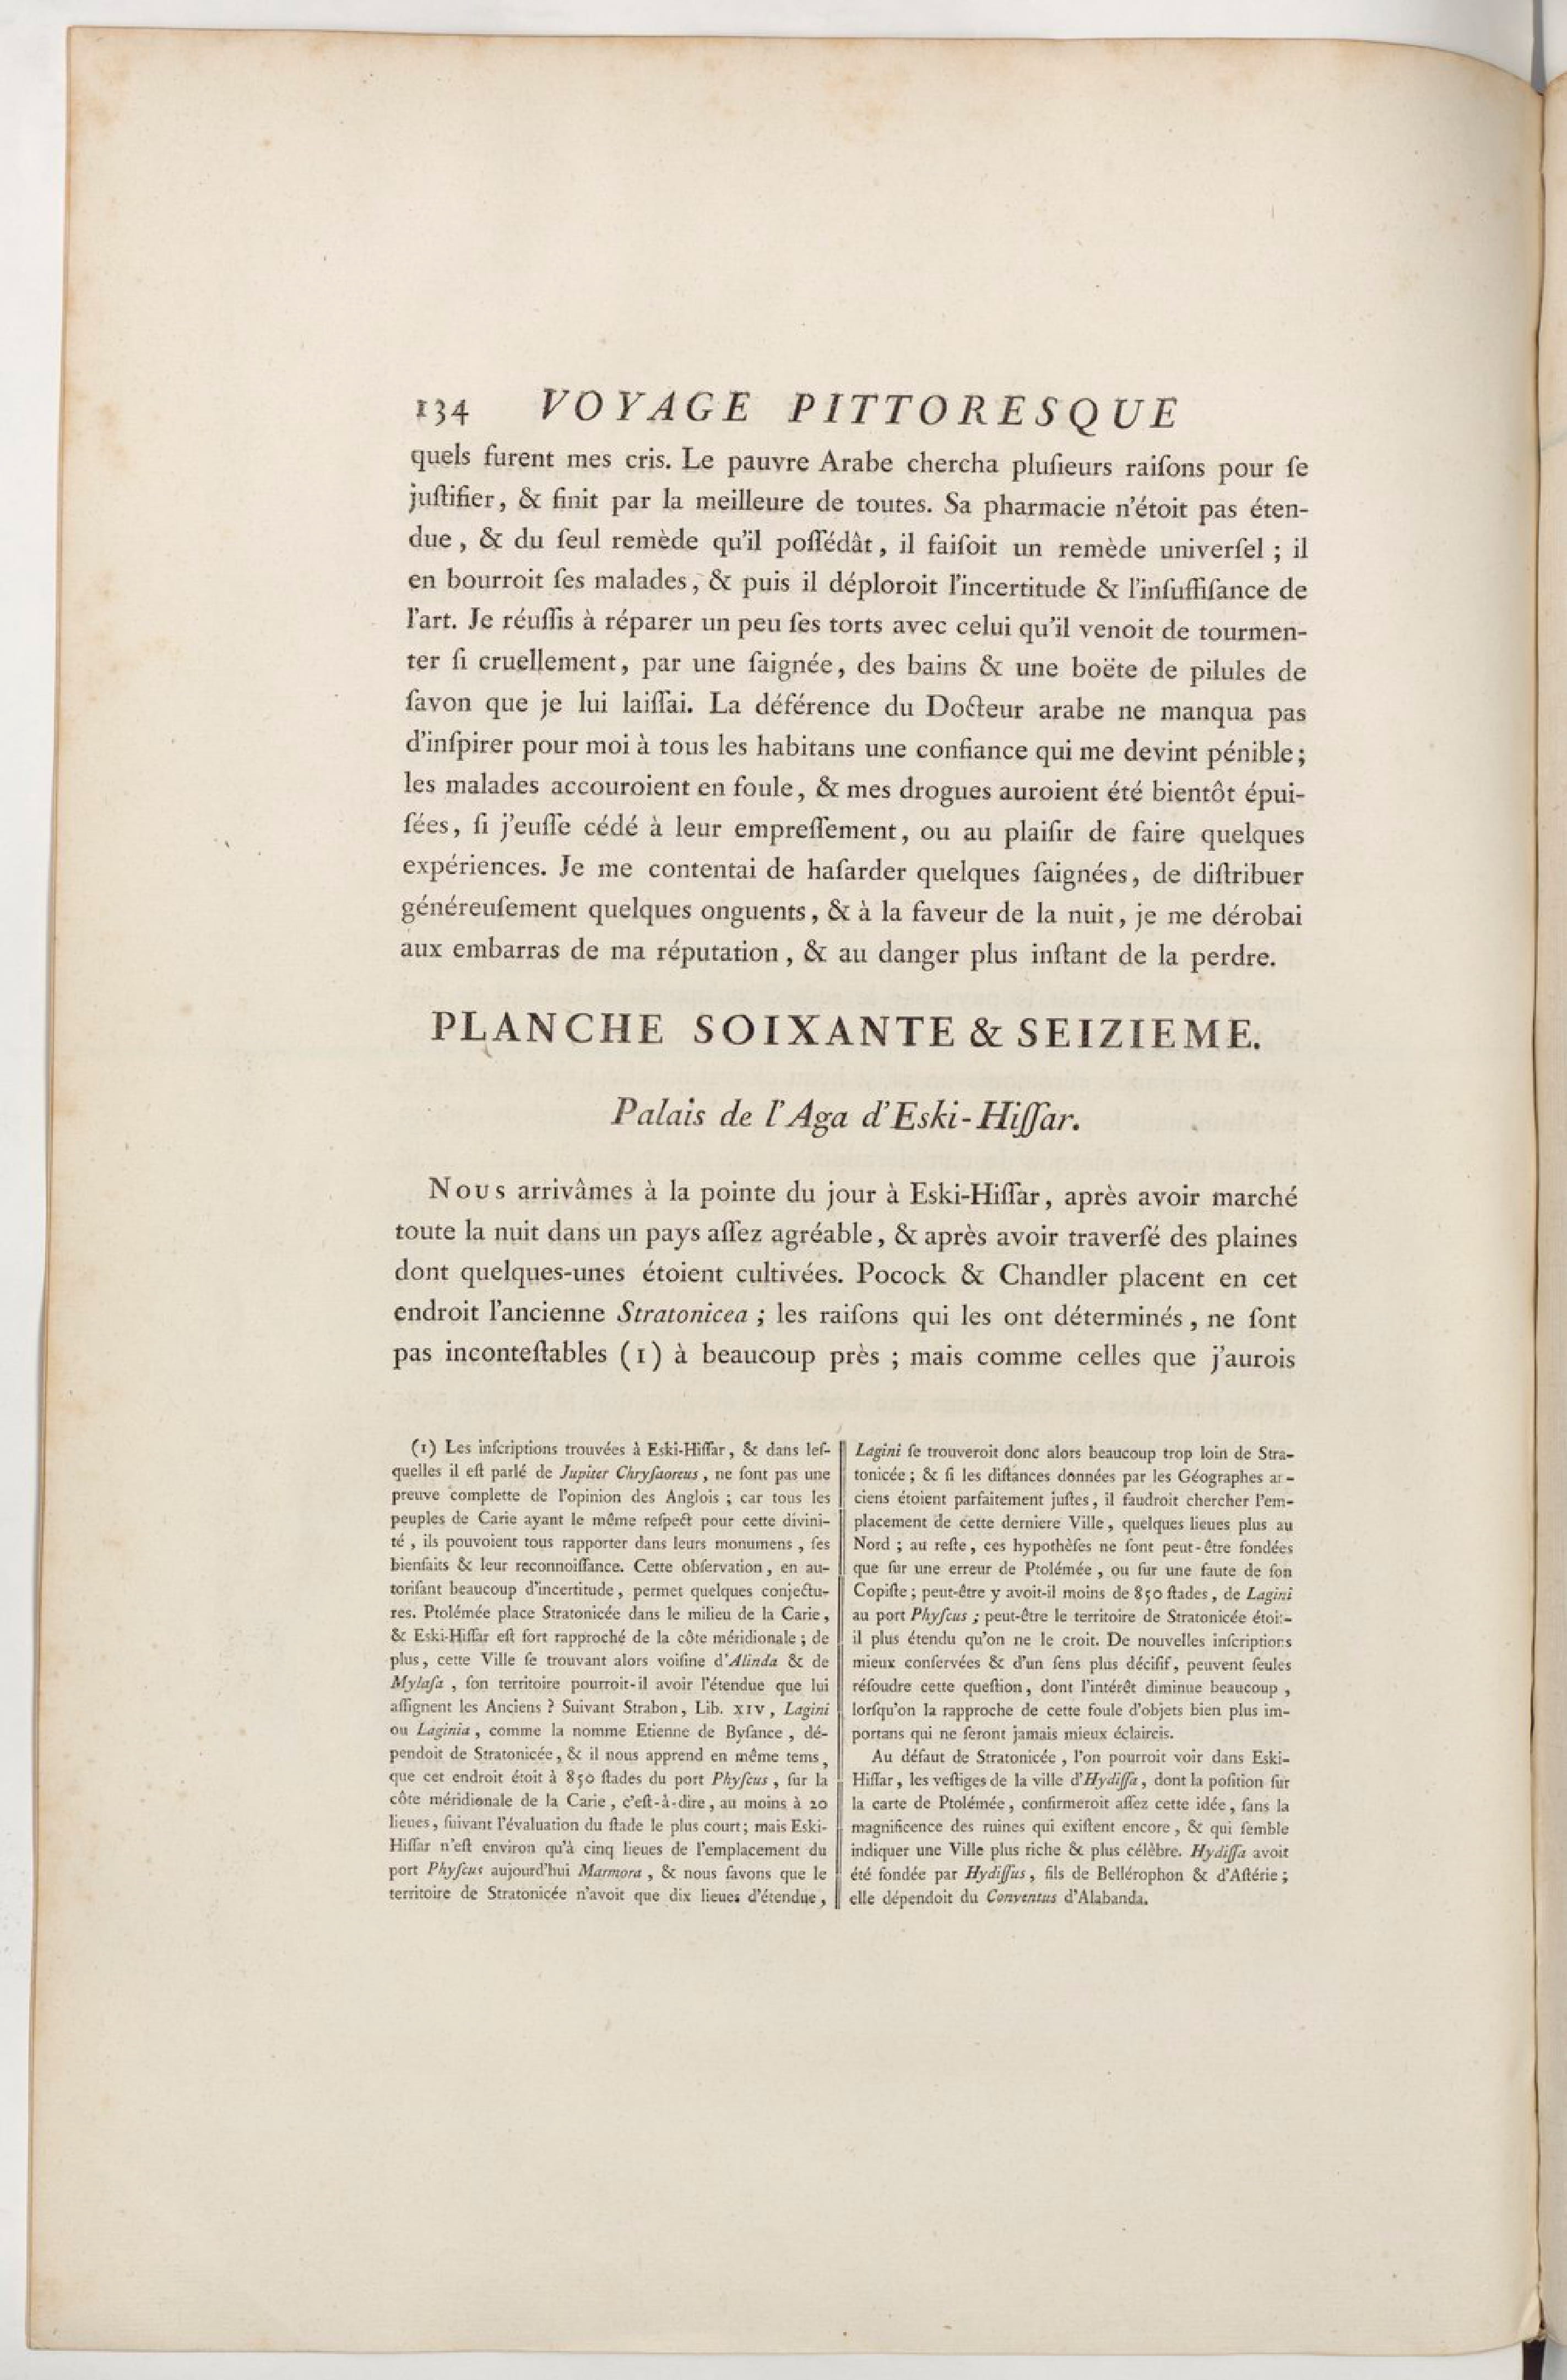 134 VOYAGE PITTORESQUE
quels furent mes cris. Le pauvre Arabe chercha pluſieurs raiſons pour ſe
juſtifier, & finit par la meilleure de toutes. Sa pharmacie n'étoit pas éten-
due, & du ſeul remède qu'il poſſédât, il faiſoit un remède univerſel ; il
en bourroit ſes malades, & puis il déploroit l'incertitude & l'inſuffiſance de
l'art. Je réuſſis à réparer un peu ſes torts avec celui qu'il venoit de tourmen-
ter ſi cruellement, par une ſaignée, des bains & une boëte de pilules de
ſavon que je lui laiſſai. La déférence du Docteur arabe ne manqua pas
d'inſpirer pour moi à tous les habitans une confiance qui me devint pénible;
les malades accouroient en foule, & mes drogues auroient été bientôt épui-
ſées, ſi j'euſſe cédé à leur empreſſement, ou au plaiſir de faire quelques
expériences. Je me contentai de haſarder quelques ſaignées, de diſtribuer
généreuſement quelques onguents, & à la faveur de la nuit, je me dérobai
aux embarras de ma réputation, & au danger plus inſtant de la perdre.
PLANCHE SOIXANTE & SEIZIEME.
Palais de l'Aga d'Eski-Hiſſar.
Nous arrivâmes à la pointe du jour à Eski-Hiſſar, après avoir marché
toute la nuit dans un pays aſſez agréable, & après avoir traverſé des plaines
dont quelques-unes étoient cultivées. Pocock & Chandler placent en cet
endroit l'ancienne Stratonicea ; les raiſons qui les ont déterminés, ne ſont
pas inconteſtables (1) à beaucoup près ; mais comme celles que j'aurois
(1) Les inſcriptions trouvées à Eski-Hiſſar, & dans leſ-
quelles il eſt parlé de Jupiter Chryſaoreus, ne ſont pas une
preuve complette de l'opinion des Anglois ; car tous les
peuples de Carie ayant le même reſpect pour cette divini-
té, ils pouvoient tous rapporter dans leurs monumens, ſes
bienfaits & leur reconnoiſſance. Cette obſervation, en au-
toriſant beaucoup d'incertitude, permet quelques conjectu-
res. Ptolémée place Stratonicée dans le milieu de la Carie,
& Eski-Hiſſar eſt fort rapproché de la côte méridionale ; de
plus, cette Ville ſe trouvant alors voiſine d'Alinda & de
Mylaſa, ſon territoire pourroit-il avoir l'étendue que lui
aſſignent les Anciens ? Suivant Strabon, Lib. XIV, Lagini
ou Laginia, comme la nomme Etienne de Byſance, dé-
pendoit de Stratonicée, & il nous apprend en même tems,
que cet endroit étoit à 850 ſtades du port Phyſcus, ſur la
côte méridionale de la Carie, c'eſt-à-dire, au moins à 20
lieues, ſuivant l'évaluation du ſtade le plus court; mais Eski-
Hiſſar n'eſt environ qu'à cinq lieues de l'emplacement du
port Phyſcus aujourd'hui Marmora, & nous ſavons que le
territoire de Stratonicée n'avoit que dix lieues d'étendue,
Lagini ſe trouveroit donc alors beaucoup trop loin de Stra-
tonicée ; & ſi les diſtances données par les Géographes an-
ciens étoient parfaitement juſtes, il faudroit chercher l'em-
placement de cette derniere Ville, quelques lieues plus au
Nord ; au reſte, ces hypothèſes ne ſont peut-être fondées
que ſur une erreur de Ptolémée, ou ſur une faute de ſon
Copiſte ; peut-être y avoit-il moins de 850 ſtades, de Lagini
au port Phyſcus ; peut-être le territoire de Stratonicée étoit-
il plus étendu qu'on ne le croit. De nouvelles inſcriptions
mieux conſervées & d'un ſens plus déciſif, peuvent ſeules
réſoudre cette queſtion, dont l'intérêt diminue beaucoup,
lorſqu'on la rapproche de cette foule d'objets bien plus im-
portans qui ne ſeront jamais mieux éclaircis.
Au défaut de Stratonicée, l'on pourroit voir dans Eski-
Hiſſar, les veſtiges de la ville d'Hydiſſa, dont la poſition ſur
la carte de Ptolémée, confirmeroit aſſez cette idée, ſans la
magnificence des ruines qui exiſtent encore, & qui ſemble
indiquer une Ville plus riche & plus célèbre. Hydiſſa avoit
été fondée par Hydiſſus, fils de Bellérophon & d'Aſtérie ;
elle dépendoit du Conventus d'Alabanda.